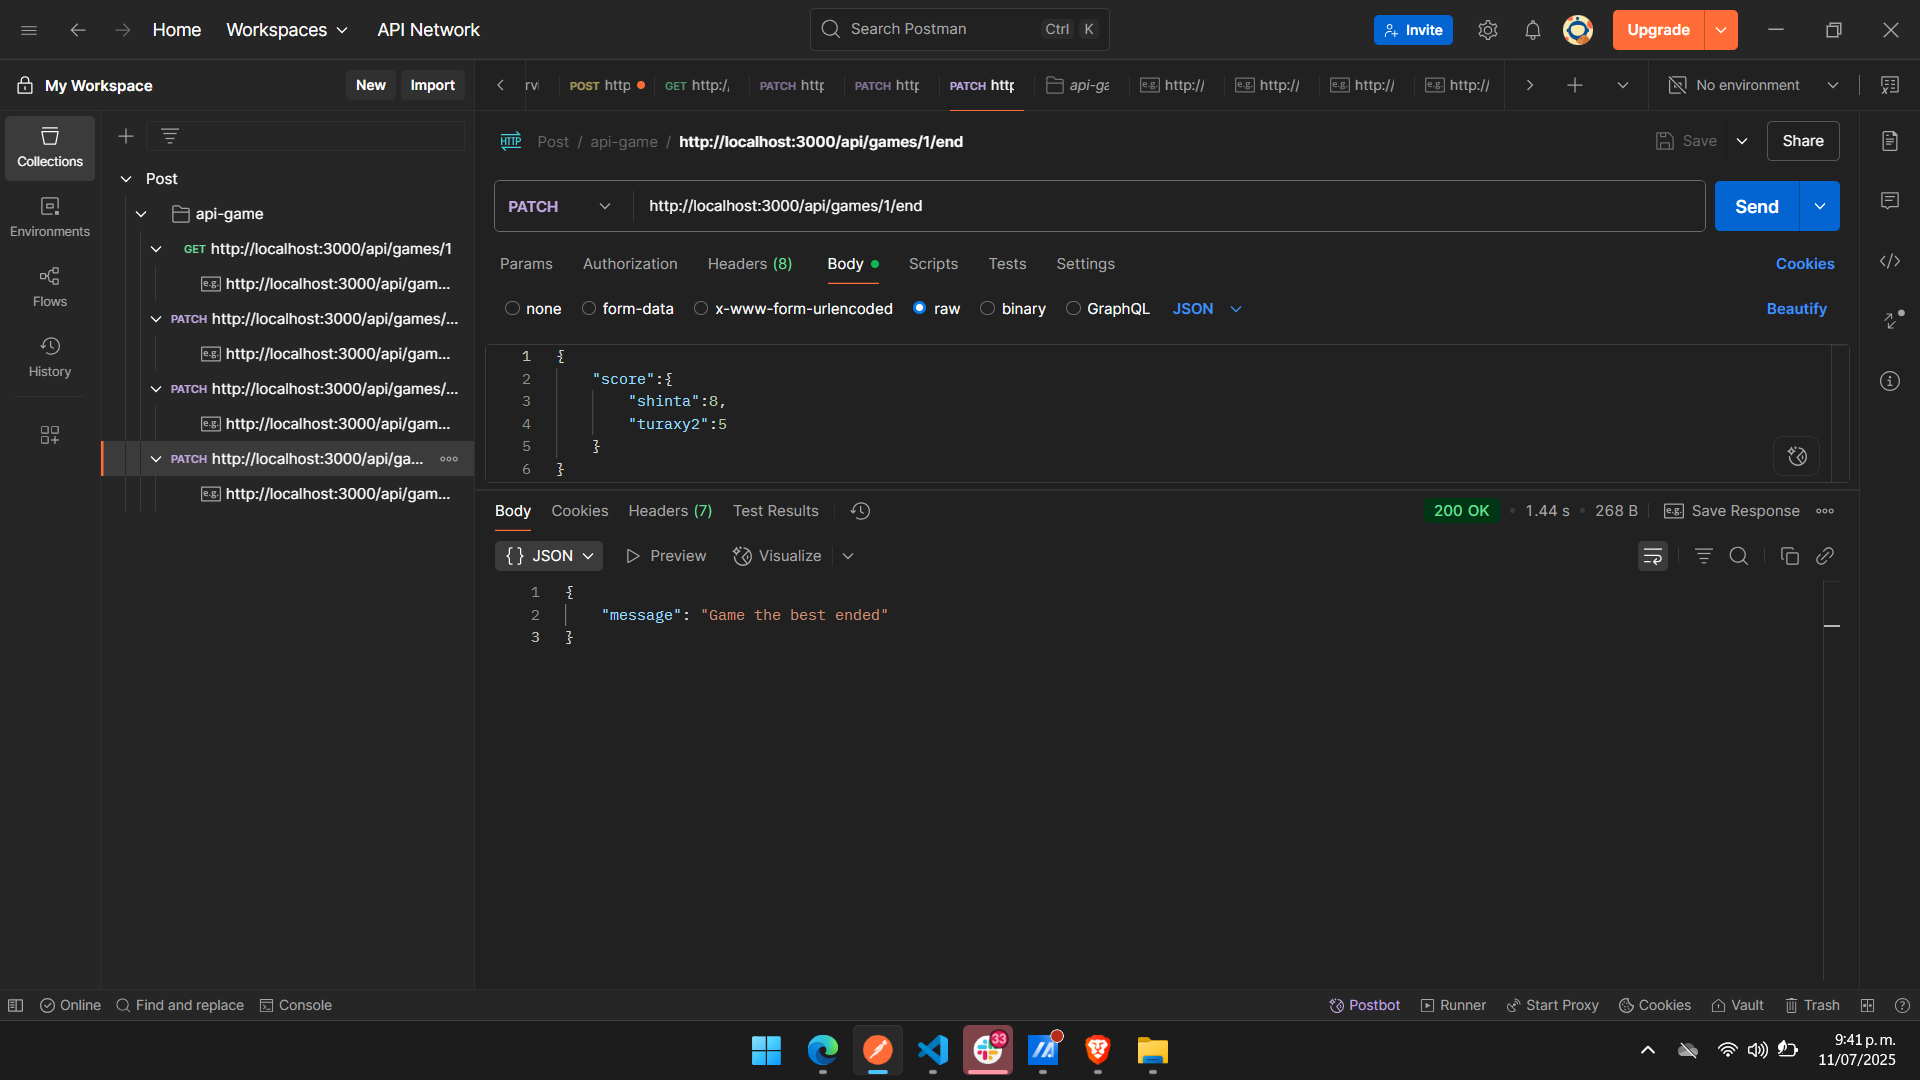 Home
Workspaces
API Network
Search Postman
Ctrl K
Invite
Upgrade
My Workspace
New
Import
rvi
POST http
GET http:/
PATCH http
PATCH http
PATCH http
api-ga
e.g. http://
e.g. http://
e.g. http://
e.g. http://
No environment
Collections
Environments
Flows
History
Post
api-game
GET http://localhost:3000/api/games/1
e.g. http://localhost:3000/api/gam...
PATCH http://localhost:3000/api/games/...
e.g. http://localhost:3000/api/gam...
PATCH http://localhost:3000/api/games/...
e.g. http://localhost:3000/api/gam...
PATCH http://localhost:3000/api/ga...
e.g. http://localhost:3000/api/gam...
HTTP Post / api-game / http://localhost:3000/api/games/1/end
Save
Share
PATCH
http://localhost:3000/api/games/1/end
Send
Params
Authorization
Headers (8)
Body
Scripts
Tests
Settings
Cookies
none
form-data
x-www-form-urlencoded
raw
binary
GraphQL
JSON
Beautify
1 {
2 "score":{
3 "shinta":8,
4 "turaxy2":5
5 }
6 }
Body
Cookies
Headers (7)
Test Results
200 OK
1.44 s
268 B
e.g. Save Response
{} JSON
Preview
Visualize
1 {
2 "message": "Game the best ended"
3 }
Online
Find and replace
Console
Postbot
Runner
Start Proxy
Cookies
Vault
Trash
33
9:41 p.m.
11/07/2025